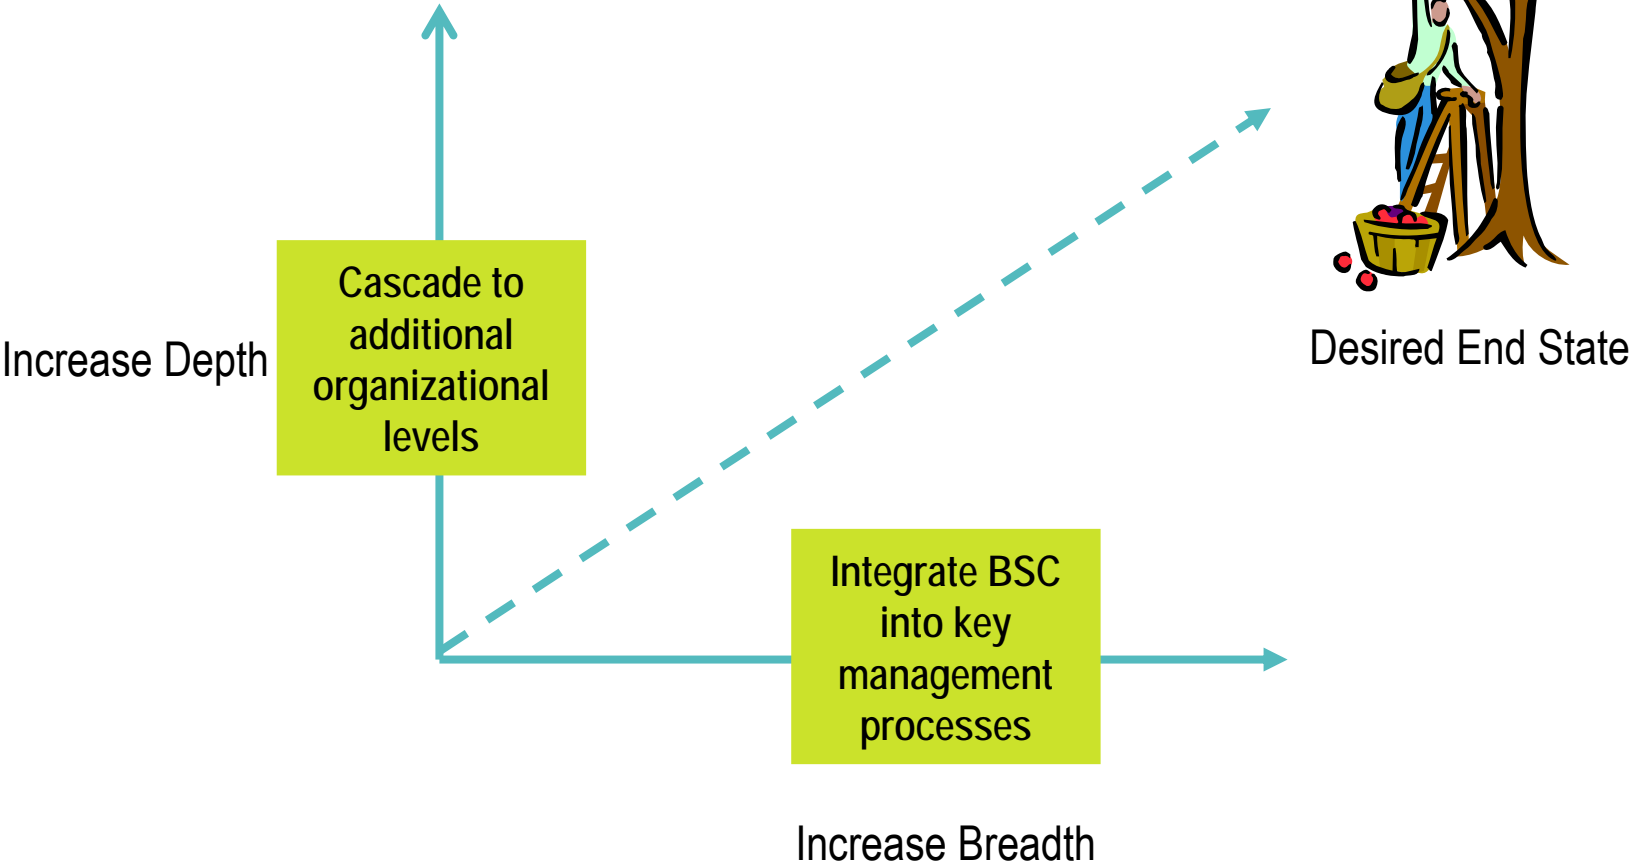 Cascade to
additional
organizational
levels
Increase Depth
Desired End State
Integrate BSC
into key
management
processes
Increase Breadth